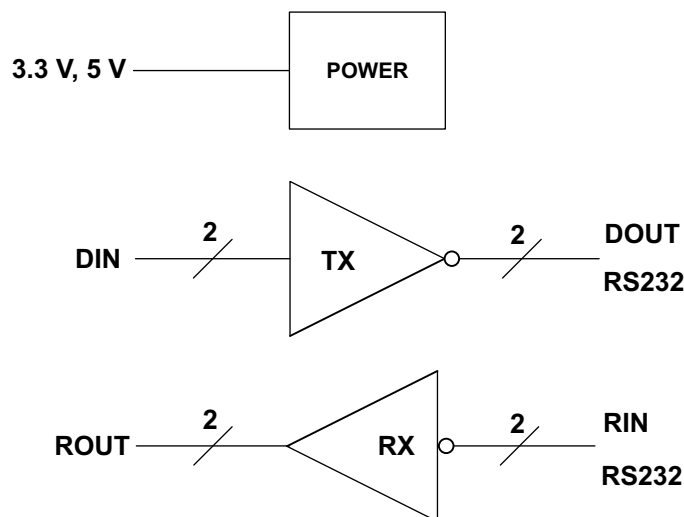 3.3 V, 5 V
POWER
2
2
DIN
TX
DOUT
RS232
2
2
ROUT
RX
RIN
RS232